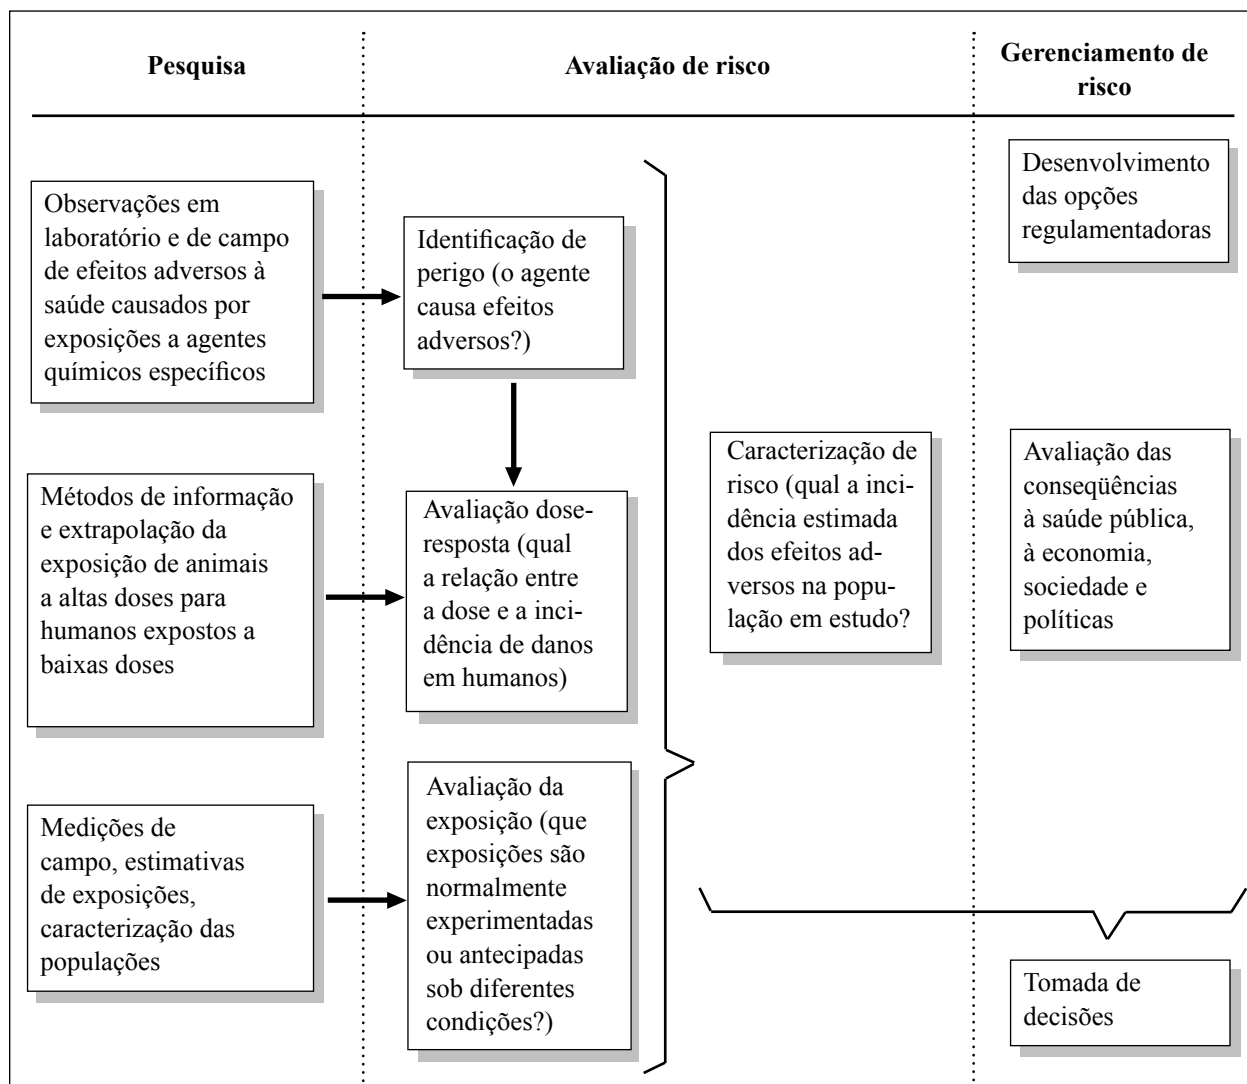 Pesquisa
Avaliação de risco
Gerenciamento de
risco
Observações em
laboratório e de campo
de efeitos adversos à
saúde causados por
exposições a agentes
químicos específicos
Métodos de informação
e extrapolação da
exposição de animais
a altas doses para
humanos expostos a
baixas doses
Medições de
campo, estimativas
de exposições,
caracterização das
populações
Identificação de
perigo (o agente
causa efeitos
adversos?)
Avaliação dose-
resposta (qual
a relação entre
a dose e a inci-
dência de danos
em humanos)
Avaliação da
exposição (que
exposições são
normalmente
experimentadas
ou antecipadas
sob diferentes
condições?)
Caracterização de
risco (qual a inci-
dência estimada
dos efeitos ad-
versos na popu-
lação em estudo?
Desenvolvimento
das opções
regulamentadoras
Avaliação das
conseqüências
à saúde pública,
à economia,
sociedade e
políticas
Tomada de
decisões